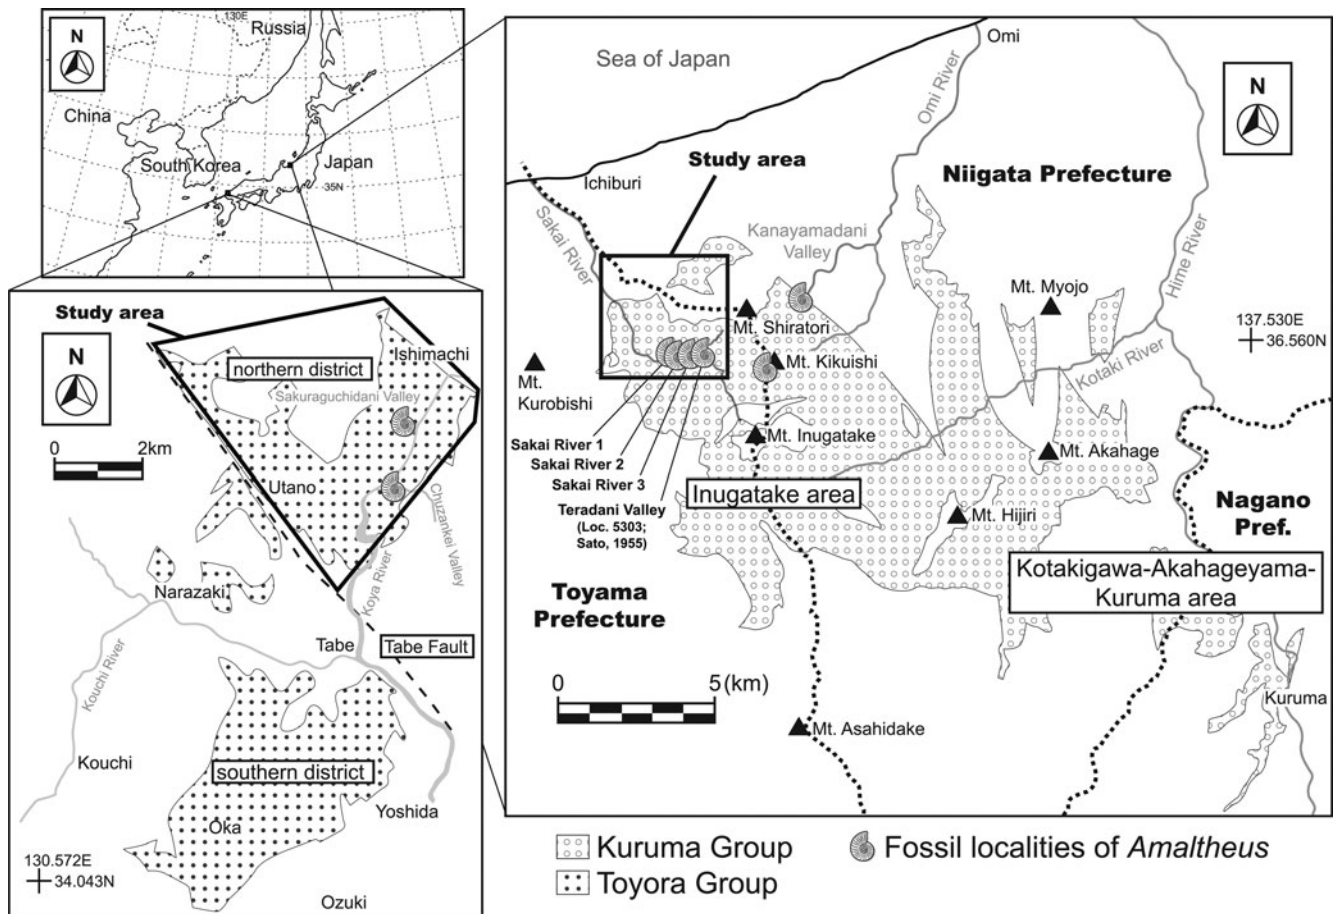 130E
Russia
N
China
South Korea
Japan
35N
Study area
N
northern district
Ishimachi
Sakuraguchidani Valley
0 2km
Utano
Chuzankei Valley
Koya River
Narazaki
Tabe
Tabe Fault
Kouchi River
Kouchi
southern district
Yoshida
Oka
130.572E
34.043N
Ozuki
Sea of Japan
Omi
Omi River
N
Study area
Niigata Prefecture
Ichiburi
Sakai River
Kanayamadani
Valley
Hime River
Mt. Myojo
Mt. Shiratori
137.530E
36.560N
Mt.
Kurobishi
Mt. Kikuishi
Kotaki River
Sakai River 1
Sakai River 2
Sakai River 3
Teradani Valley
(Loc. 5303;
Sato, 1955)
Mt. Inugatake
Mt. Akahage
Inugatake area
Mt. Hijiri
Nagano
Pref.
Toyama
Prefecture
Kotakigawa-Akahageyama-
Kuruma area
0 5 (km)
Kuruma
Mt. Asahidake
Kuruma Group
Fossil localities of Amaltheus
Toyora Group